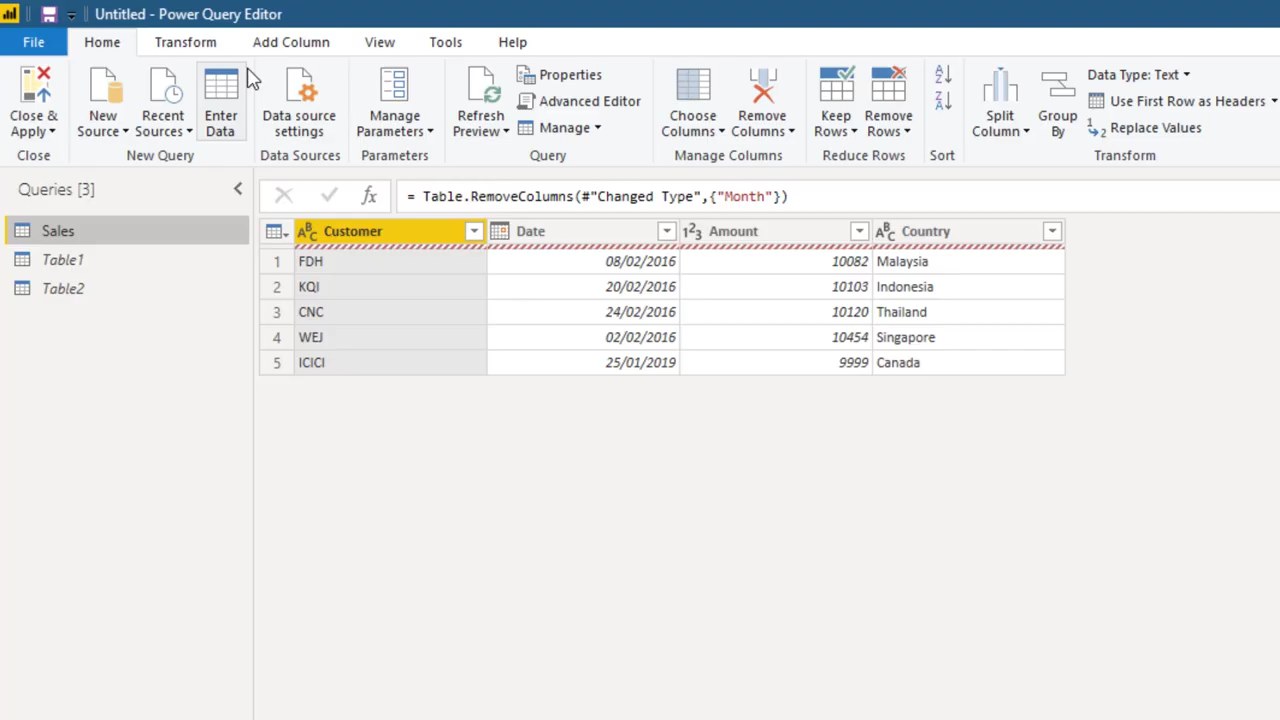 Untitled - Power Query Editor
File Home Transform Add Column View Tools Help
Close & Apply
New Source
Recent Sources
Enter Data
Data source settings
Manage Parameters
Refresh Preview
Properties
Advanced Editor
Manage
Choose Columns
Remove Columns
Keep Rows
Remove Rows
A Z
Z A
Split Column
Group By
Data Type: Text
Use First Row as Headers
1 2 Replace Values
Close New Query Data Sources Parameters Query Manage Columns Reduce Rows Sort Transform
Queries [3]
fx = Table.RemoveColumns(#"Changed Type",{"Month"})
Sales
Table1
Table2
ABC Customer Date 123 Amount ABC Country
1 FDH 08/02/2016 10082 Malaysia
2 KQI 20/02/2016 10103 Indonesia
3 CNC 24/02/2016 10120 Thailand
4 WEJ 02/02/2016 10454 Singapore
5 ICICI 25/01/2019 9999 Canada